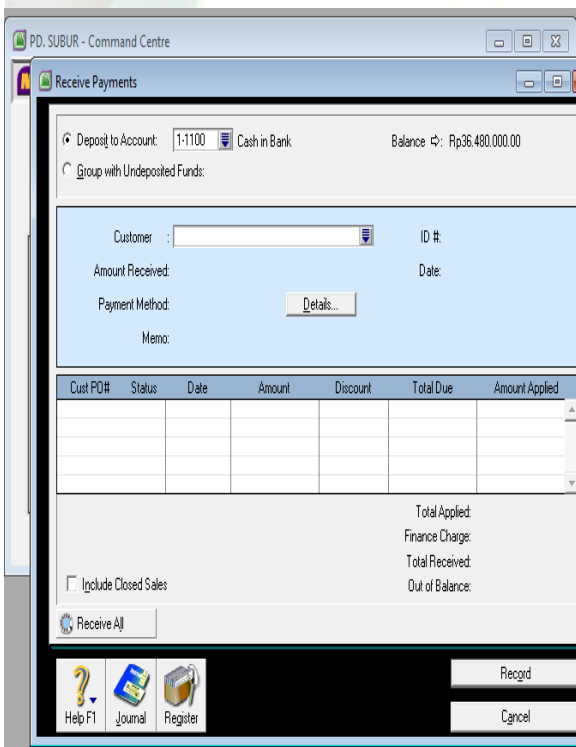 PD. SUBUR - Command Centre
Receive Payments
Deposit to Account: 1-1100 Cash in Bank Balance ➪: Rp36.480.000.00
Group with Undeposited Funds:
Customer : ID #:
Amount Received: Date:
Payment Method: Details...
Memo:
Cust PO# Status Date Amount Discount Total Due Amount Applied
Total Applied:
Finance Charge:
Total Received:
Include Closed Sales Out of Balance:
Receive All
Record
Help F1 Journal Register
Cancel